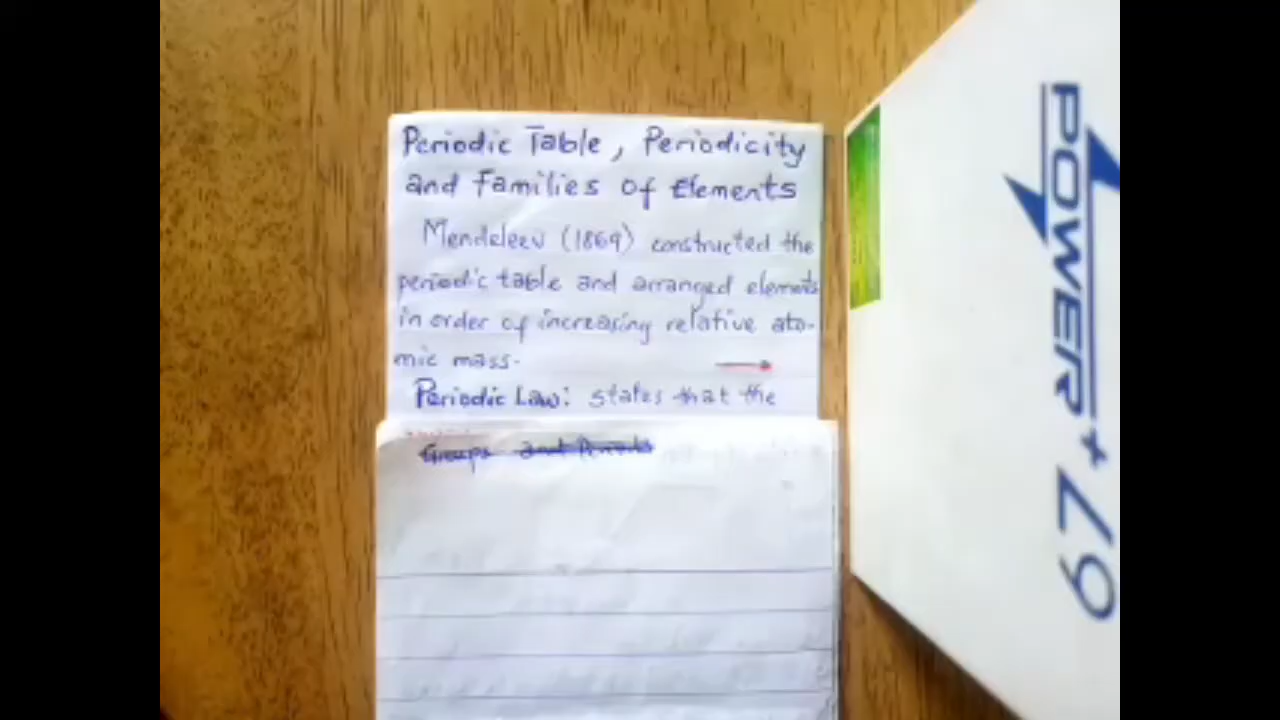 Periodic Table, Periodicity
and Families of Elements
Mendeleev (1869) constructed the
periodic table and arranged elements
in order of increasing relative ato-
mic mass.
Periodic Law: states that the
Groups and Periods
POWER+ L9